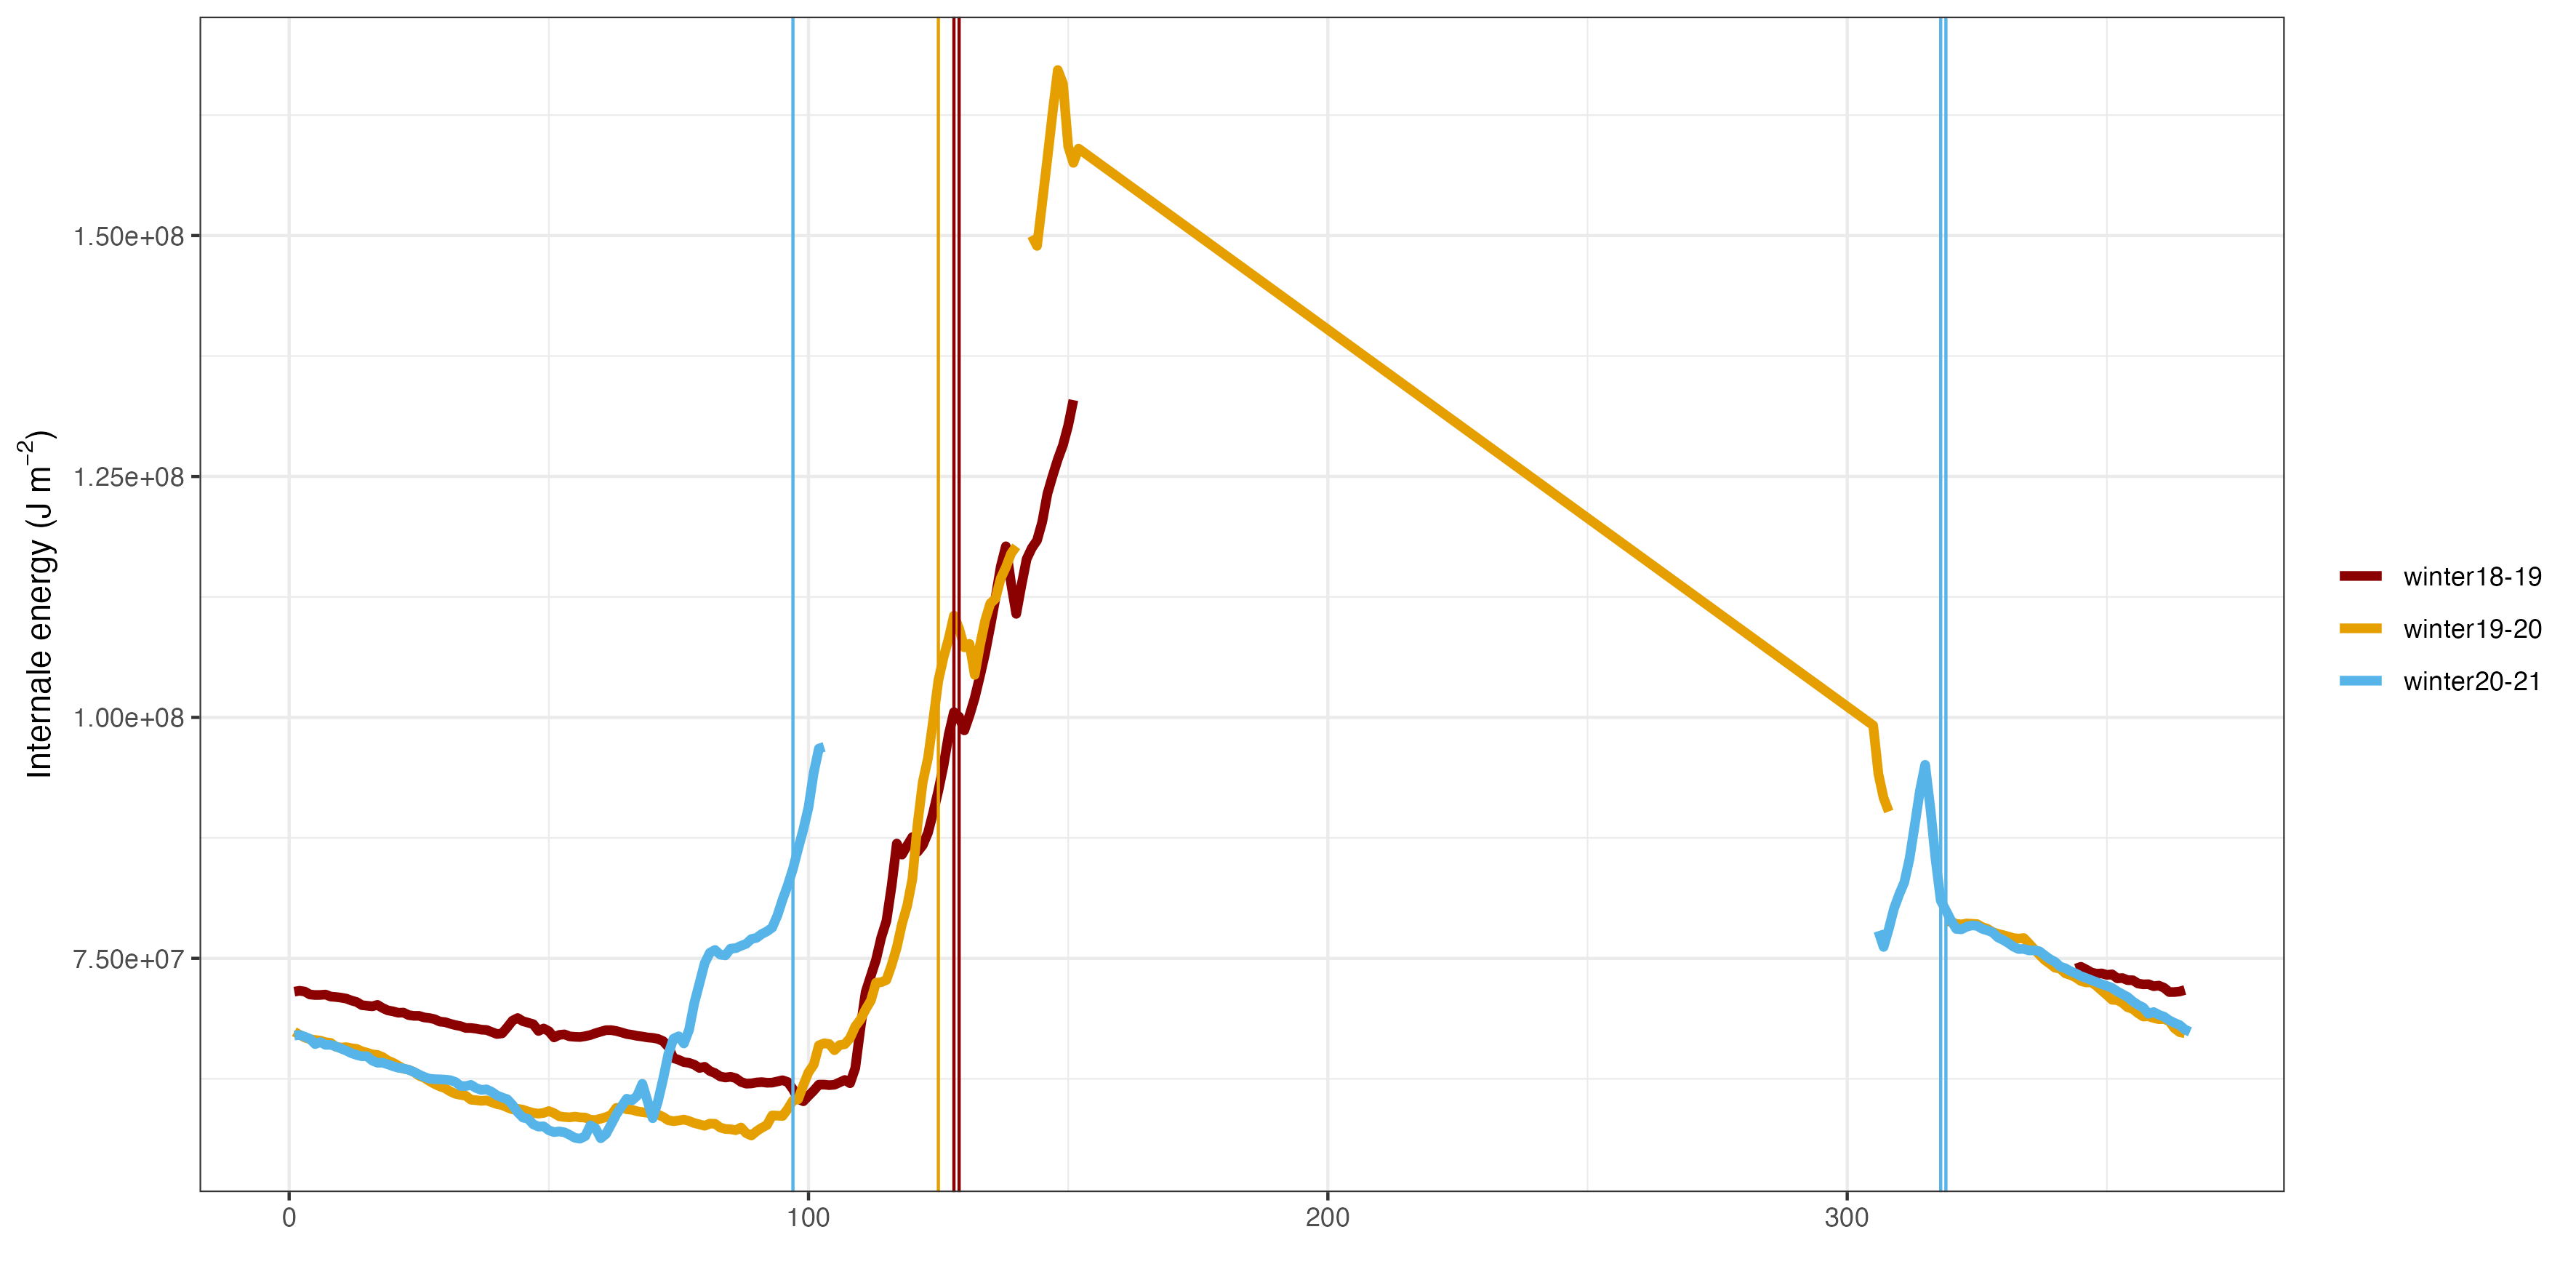 Internale energy (J m⁻²)
1.50e+08
1.25e+08
1.00e+08
7.50e+07
0 100 200 300
winter18-19
winter19-20
winter20-21